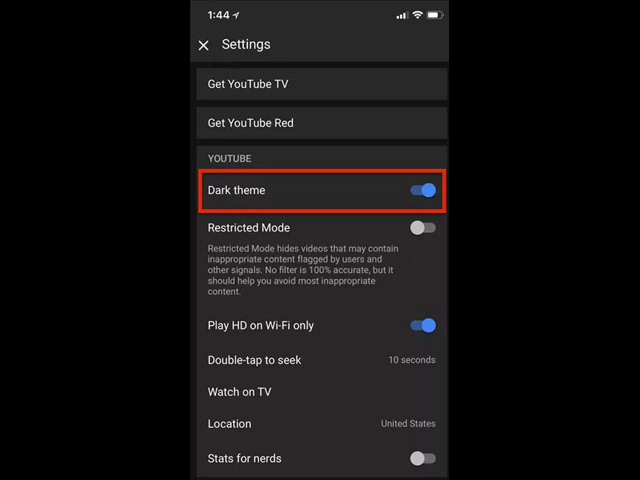 1:44
Settings
Get YouTube TV
Get YouTube Red
YOUTUBE
Dark theme
Restricted Mode
Restricted Mode hides videos that may contain
inappropriate content flagged by users and
other signals. No filter is 100% accurate, but it
should help you avoid most inappropriate
content.
Play HD on Wi-Fi only
Double-tap to seek 10 seconds
Watch on TV
Location United States
Stats for nerds